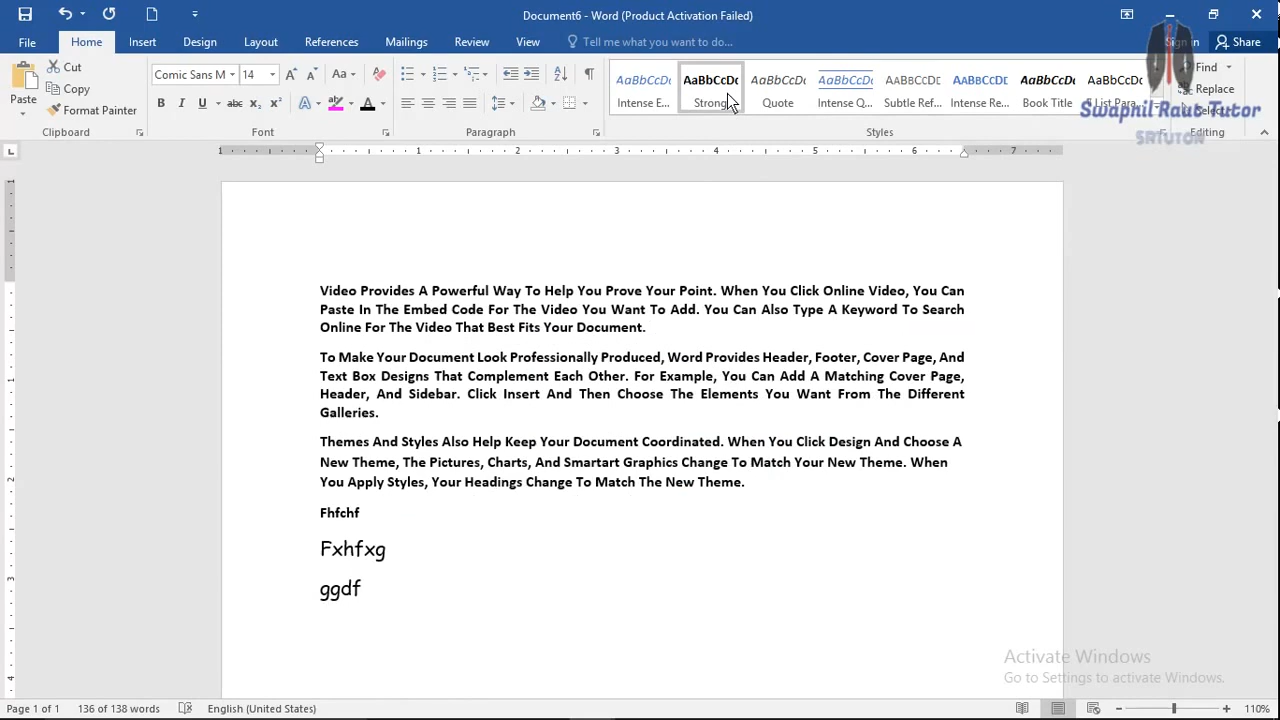 Document6 - Word (Product Activation Failed)
File Home Insert Design Layout References Mailings Review View Tell me what you want to do... Sign in Share
Paste Cut Copy Format Painter
Comic Sans M 14 Aa
AaBbCcDc AaBbCcDc AaBbCcDc AaBbCcDc AaBbCcDc AaBbCcDc AaBbCcDc AaBbCcDc
Intense E... Strong Quote Intense Q... Subtle Ref... Intense Re... Book Title List Para...
Find Replace
Clipboard Font Paragraph Styles Editing
Swapnil Raut Tutor
SRTUTOR
Video Provides A Powerful Way To Help You Prove Your Point. When You Click Online Video, You Can
Paste In The Embed Code For The Video You Want To Add. You Can Also Type A Keyword To Search
Online For The Video That Best Fits Your Document.
To Make Your Document Look Professionally Produced, Word Provides Header, Footer, Cover Page, And
Text Box Designs That Complement Each Other. For Example, You Can Add A Matching Cover Page,
Header, And Sidebar. Click Insert And Then Choose The Elements You Want From The Different
Galleries.
Themes And Styles Also Help Keep Your Document Coordinated. When You Click Design And Choose A
New Theme, The Pictures, Charts, And Smartart Graphics Change To Match Your New Theme. When
You Apply Styles, Your Headings Change To Match The New Theme.
Fhfchf
Fxhfxg
ggdf
Activate Windows
Go to Settings to activate Windows.
Page 1 of 1 136 of 138 words English (United States) 110%